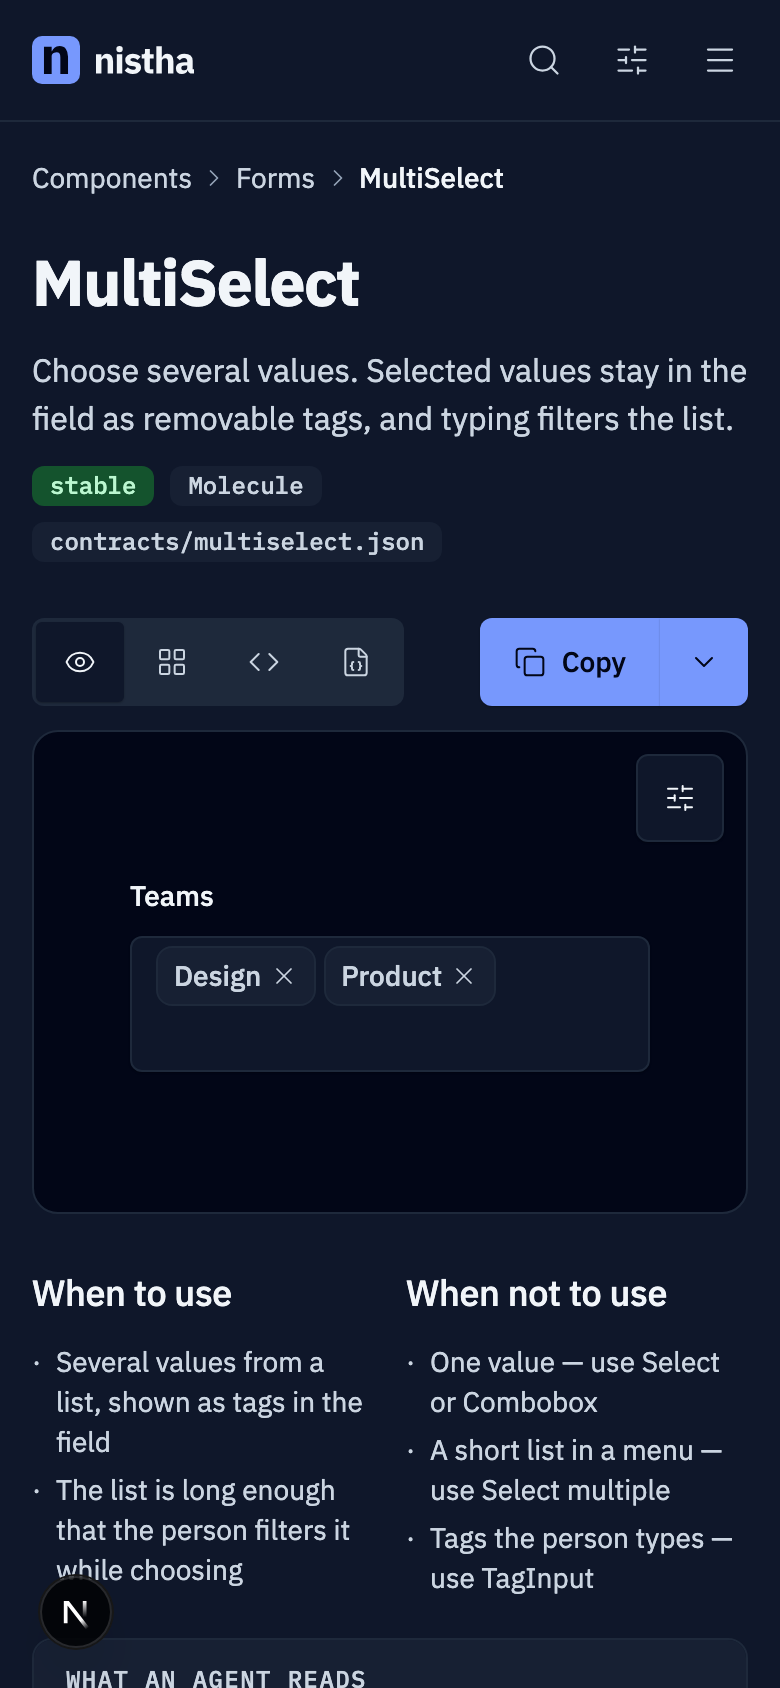 n nistha
Components > Forms > MultiSelect
MultiSelect
Choose several values. Selected values stay in the
field as removable tags, and typing filters the list.
stable Molecule
contracts/multiselect.json
Copy
Teams
Design Product
When to use
· Several values from a
list, shown as tags in the
field
· The list is long enough
that the person filters it
while choosing
When not to use
· One value — use Select
or Combobox
· A short list in a menu —
use Select multiple
· Tags the person types —
use TagInput
N
WHAT AN AGENT READS